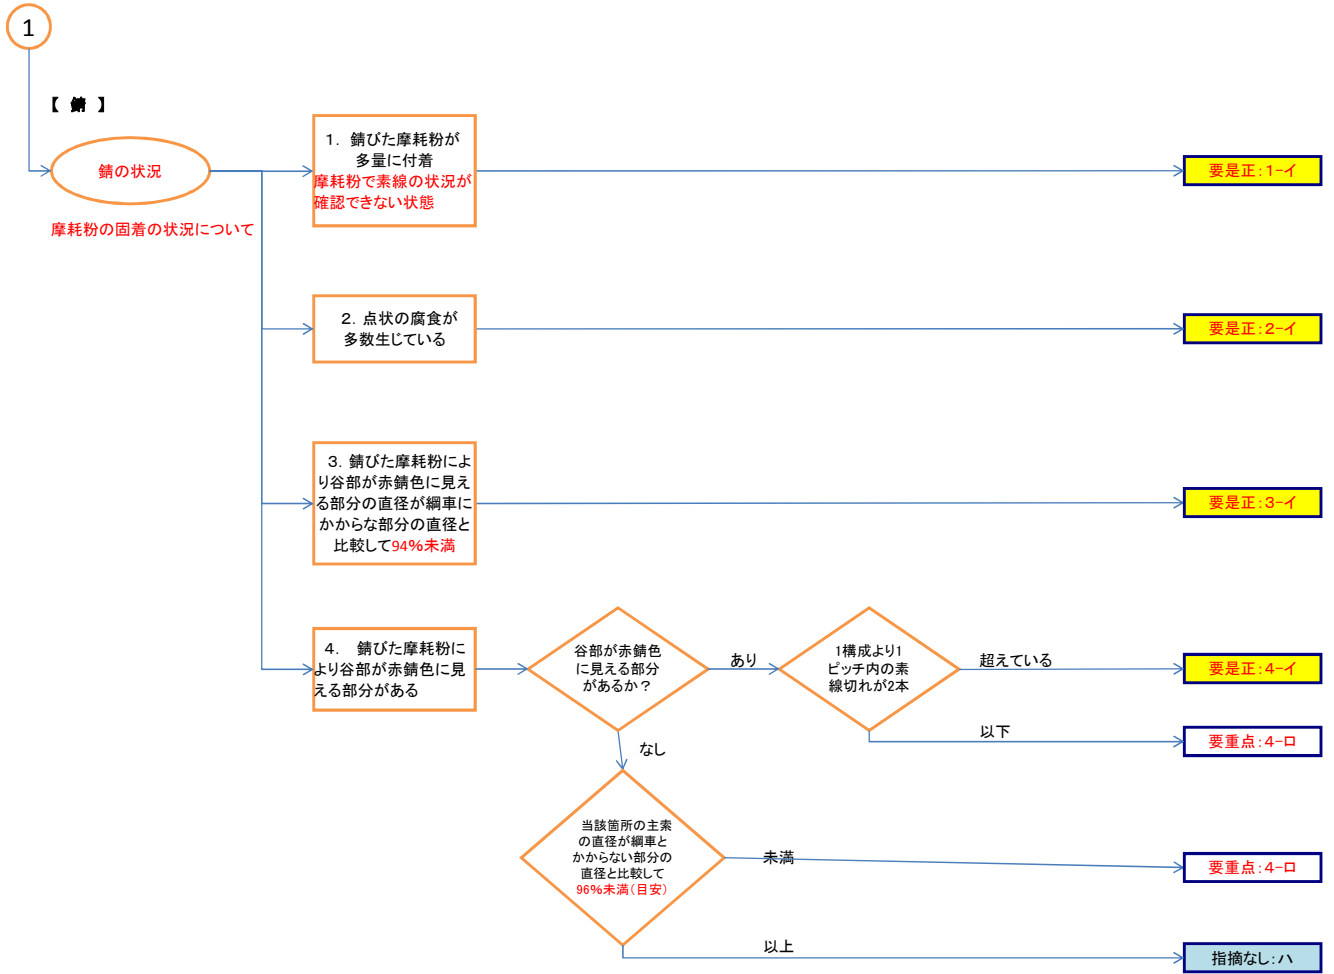 1
【 錆 】
錆の状況
摩耗粉の固着の状況について
1. 錆びた摩耗粉が
多量に付着
摩耗粉で素線の状況が
確認できない状態
要是正:1-イ
2. 点状の腐食が
多数生じている
要是正:2-イ
3. 錆びた摩耗粉によ
り谷部が赤錆色に見え
る部分の直径が綱車に
かからな部分の直径と
比較して94%未満
要是正:3-イ
4. 錆びた摩耗粉に
より谷部が赤錆色に見
える部分がある
谷部が赤錆色
に見える部分
があるか?
あり
1構成より1
ピッチ内の素
線切れが2本
超えている
要是正:4-イ
以下
要重点:4-ロ
なし
当該箇所の主索
の直径が綱車と
かからない部分の
直径と比較して
96%未満(目安)
未満
要重点:4-ロ
以上
指摘なし:ハ